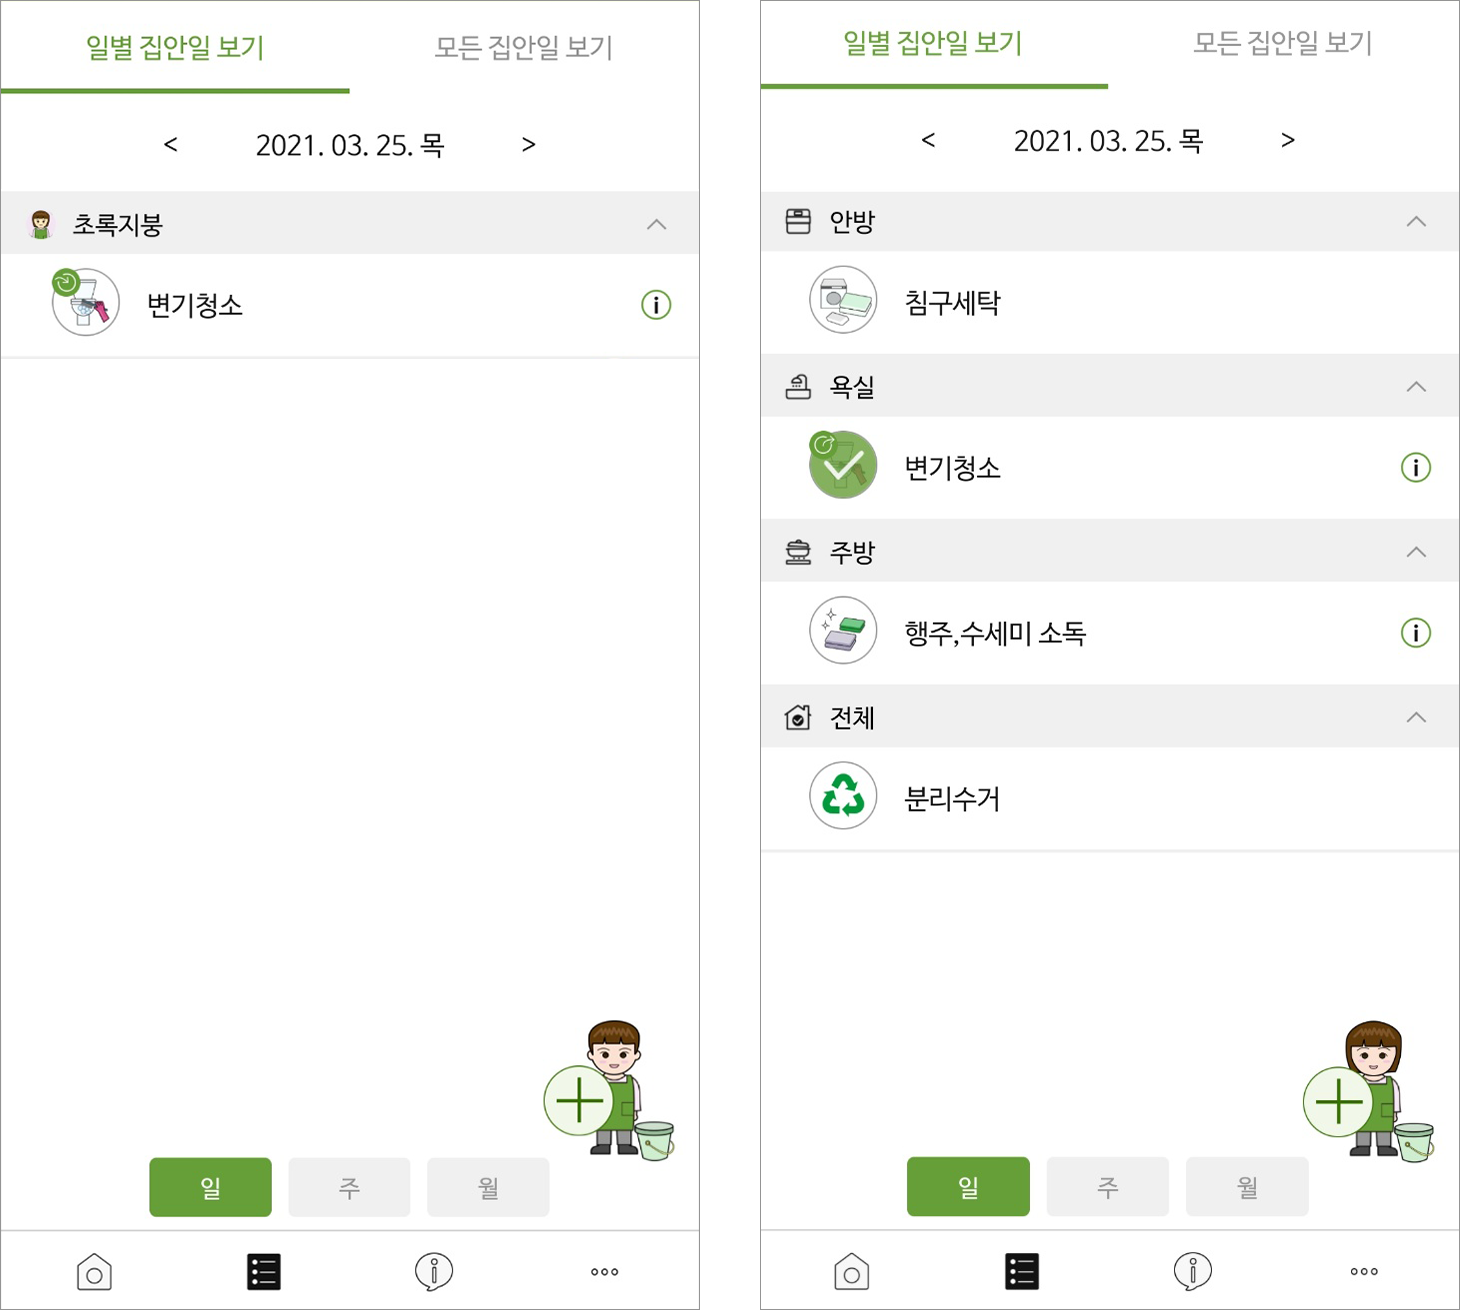 일별 집안일 보기
모든 집안일 보기
< 2021. 03. 25. 목 >
초록지붕
변기청소
일
주
월
일별 집안일 보기
모든 집안일 보기
< 2021. 03. 25. 목 >
안방
침구세탁
욕실
변기청소
주방
행주,수세미 소독
전체
분리수거
일
주
월